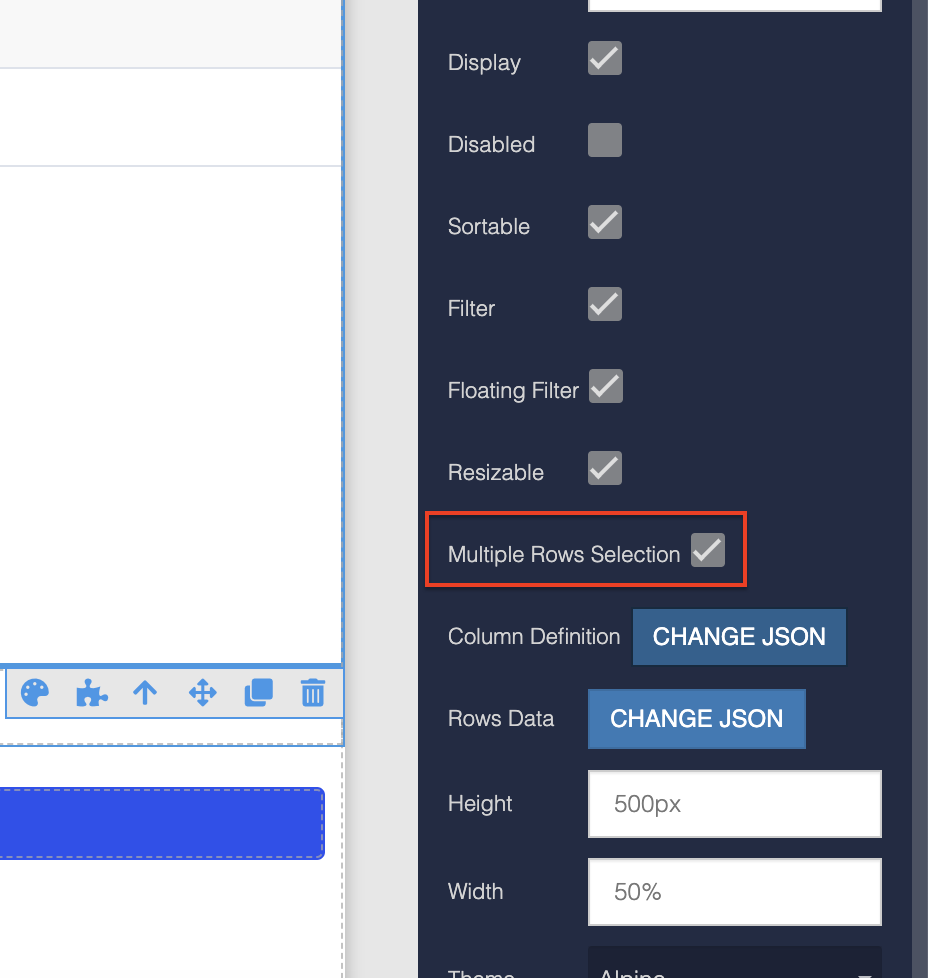 Display
Disabled
Sortable
Filter
Floating Filter
Resizable
Multiple Rows Selection
Column Definition CHANGE JSON
Rows Data CHANGE JSON
Height 500px
Width 50%
Theme Alpine